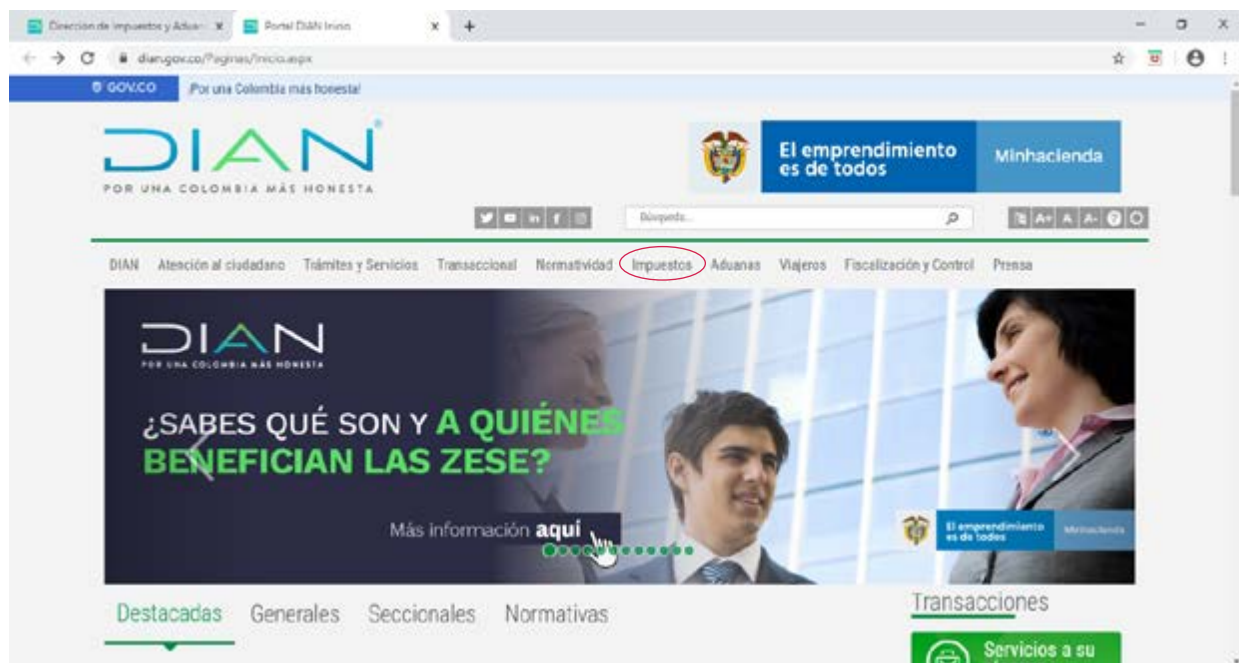 Dirección de Impuestos y Aduan
Portal DIAN Inicio
dian.gov.co/Paginas/Inicio.aspx
GOV.CO
¡Por una Colombia más honesta!
DIAN
POR UNA COLOMBIA MÁS HONESTA
El emprendimiento
es de todos
Minhacienda
Búsqueda...
A+ A A-
DIAN Atención al ciudadano Trámites y Servicios Transaccional Normatividad Impuestos Aduanas Viajeros Fiscalización y Control Prensa
DIAN
POR UNA COLOMBIA MÁS HONESTA
¿SABES QUÉ SON Y A QUIÉNES
BENEFICIAN LAS ZESE?
Más información aquí
El emprendimiento
es de todos
Minhacienda
Destacadas Generales Seccionales Normativas
Transacciones
Servicios a su